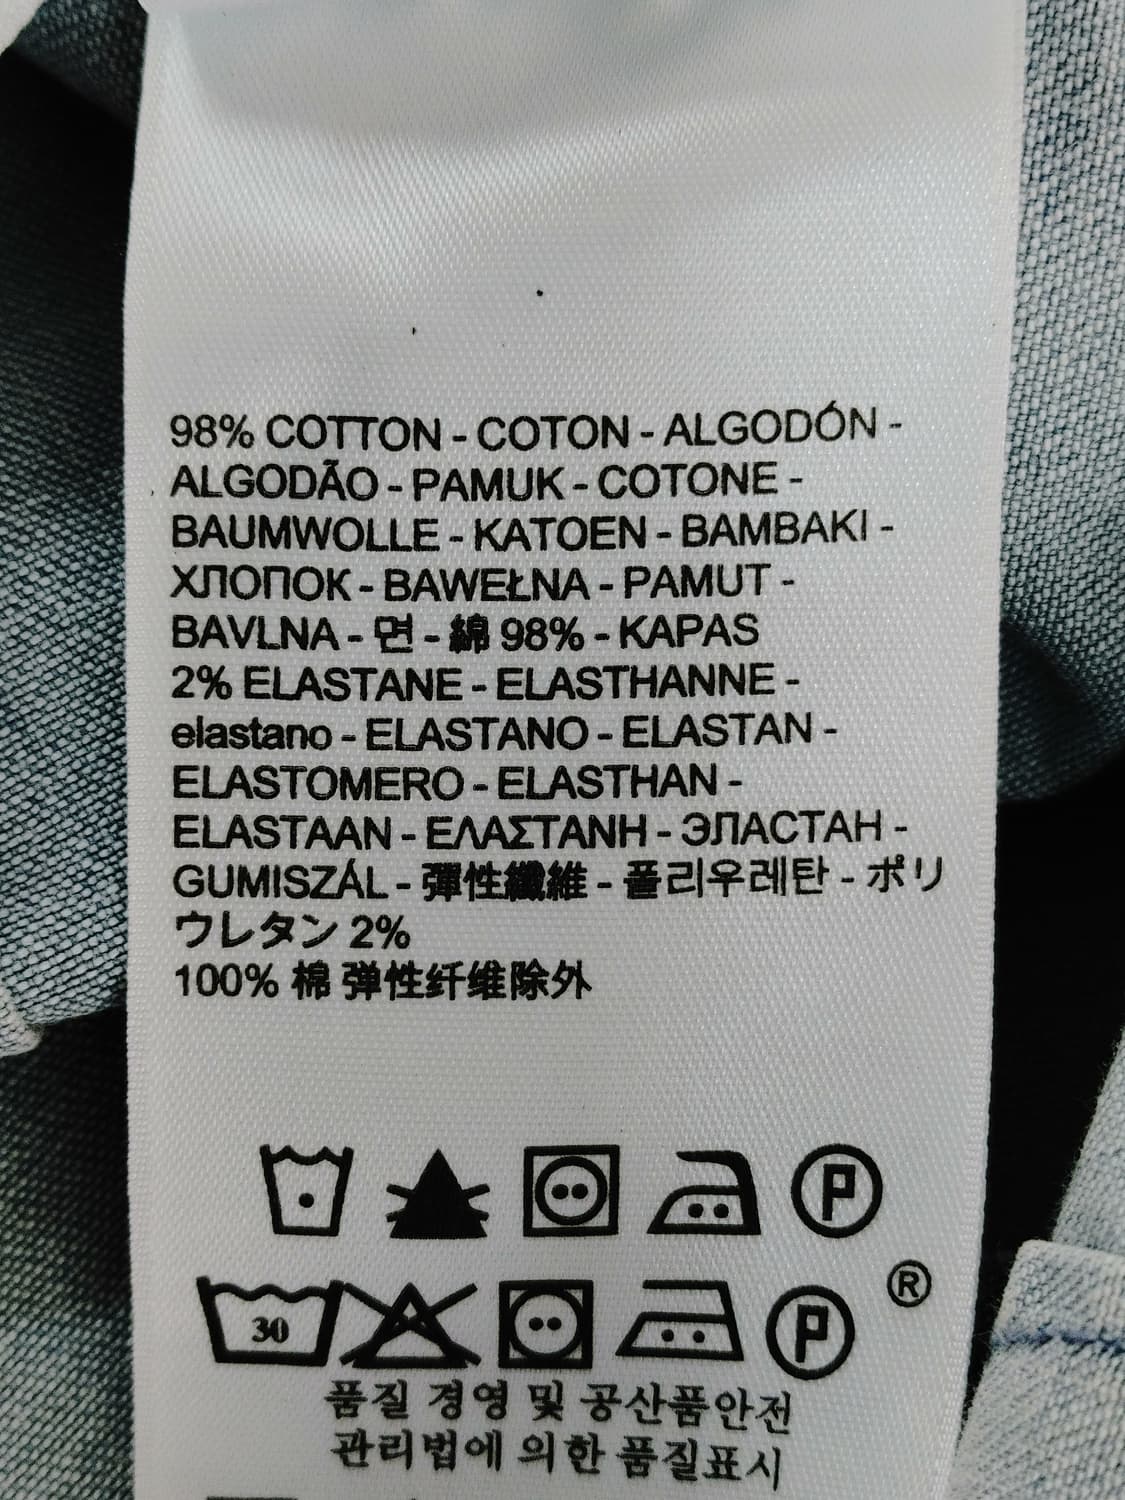 98% COTTON - COTON - ALGODÓN -
ALGODÃO - PAMUK - COTONE -
BAUMWOLLE - KATOEN - BAMBAKI -
ХЛОПОК - BAWEŁNA - PAMUT -
BAVLNA - 면 - 綿 98% - KAPAS
2% ELASTANE - ELASTHANNE -
elastano - ELASTANO - ELASTAN -
ELASTOMERO - ELASTHAN -
ELASTAAN - ΕΛΑΣΤΑΝΗ - ЭЛАСТАН -
GUMISZÁL - 彈性纖維 - 폴리우레탄 - ポリ
ウレタン 2%
100% 棉 弹性纤维除外
P
®
30 P
품질 경영 및 공산품안전
관리법에 의한 품질표시